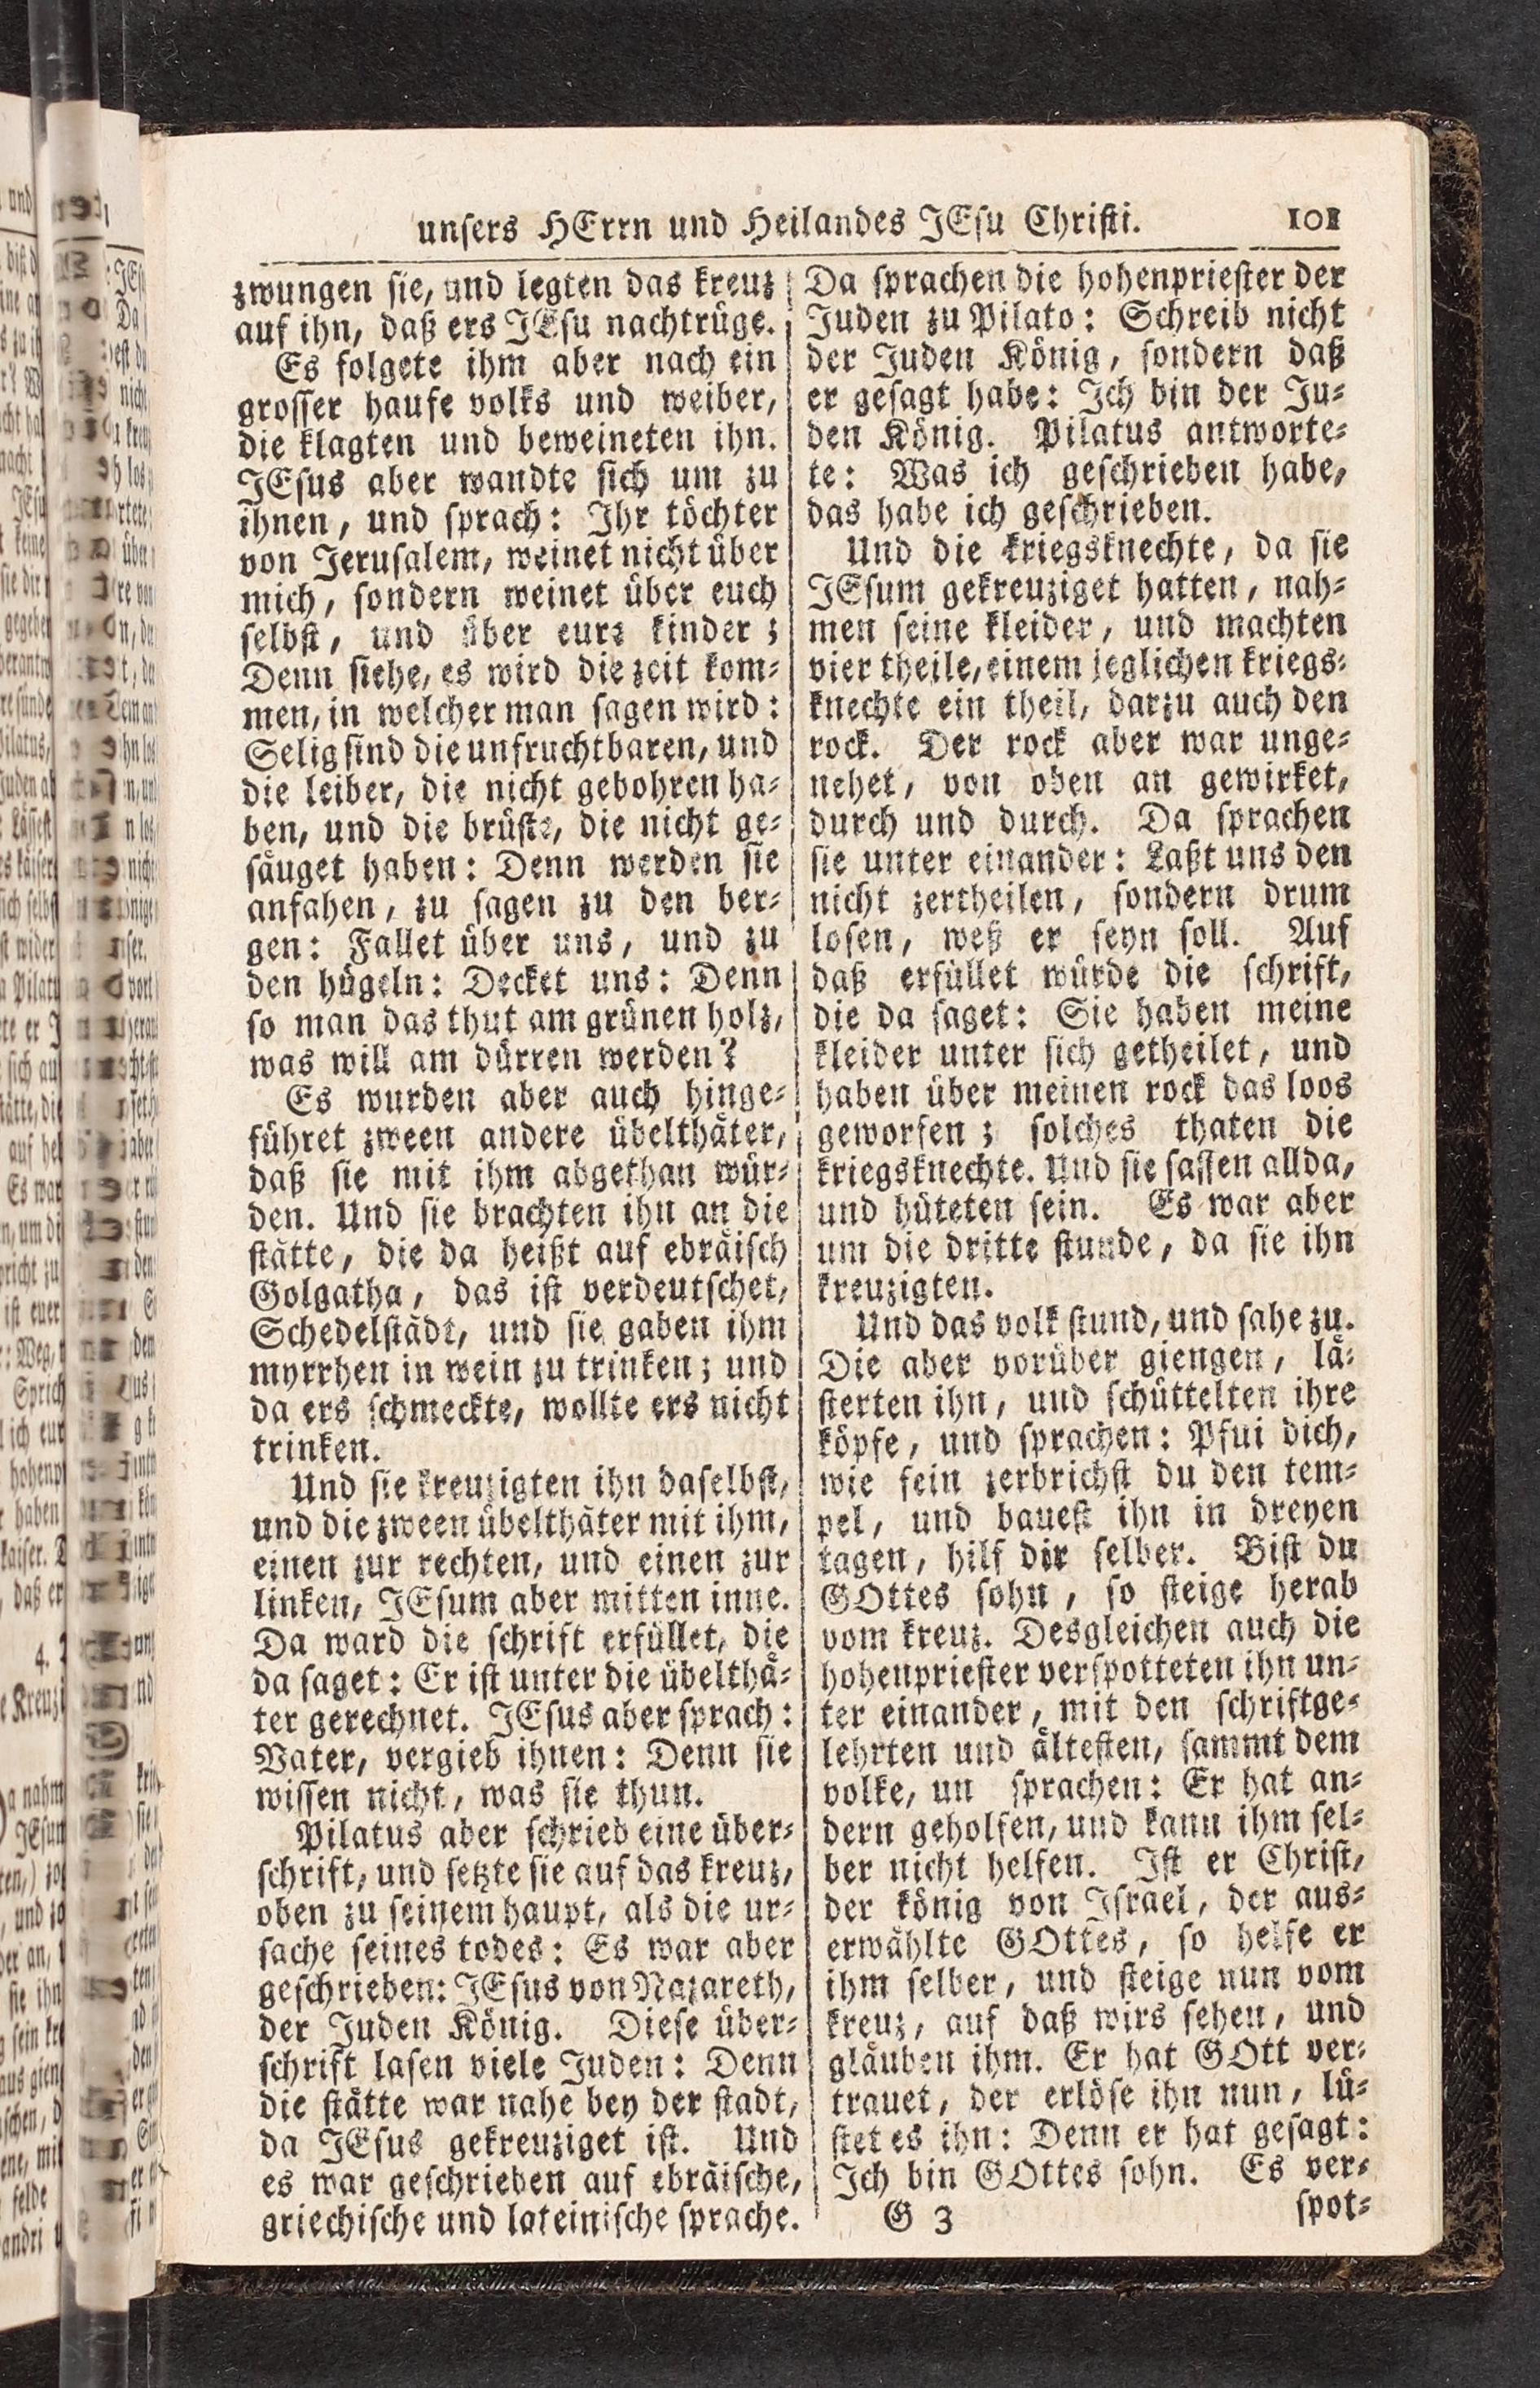 unsers HErrn und Heilandes JEsu Christi. 101
zwungen sie, und legten das kreuz
auf ihn, daß ers JEsu nachtrüge.
Es folgete ihm aber nach ein
grosser haufe volks und weiber,
die klagten und beweineten ihn.
JEsus aber wandte sich um zu
ihnen, und sprach: Ihr töchter
von Jerusalem, weinet nicht über
mich, sondern weinet über euch
selbst, und über eure kinder;
Denn siehe, es wird die zeit kom-
men, in welcher man sagen wird:
Selig sind die unfruchtbaren, und
die leiber, die nicht gebohren ha-
ben, und die brüste, die nicht ge-
säuget haben: Denn werden sie
anfahen, zu sagen zu den ber-
gen: Fallet über uns, und zu
den hügeln: Decket uns: Denn
so man das thut am grünen holz,
was will am dürren werden?
Es wurden aber auch hinge-
führet zween andere übelthäter,
daß sie mit ihm abgethan wür-
den. Und sie brachten ihn an die
stätte, die da heißt auf ebräisch
Golgatha, das ist verdeutschet,
Schedelstädt, und sie gaben ihm
myrrhen in wein zu trinken; und
da ers schmeckte, wollte ers nicht
trinken.
Und sie kreuzigten ihn daselbst,
und die zween übelthäter mit ihm,
einen zur rechten, und einen zur
linken, JEsum aber mitten inne.
Da ward die schrift erfüllet, die
da saget: Er ist unter die übelthä-
ter gerechnet. JEsus aber sprach:
Vater, vergieb ihnen: Denn sie
wissen nicht, was sie thun.
Pilatus aber schrieb eine über-
schrift, und setzte sie auf das kreuz,
oben zu seinem haupt, als die ur-
sache seines todes: Es war aber
geschrieben: JEsus von Nazareth,
der Juden König. Diese über-
schrift lasen viele Juden: Denn
die stätte war nahe bey der stadt,
da JEsus gekreuziget ist. Und
es war geschrieben auf ebräische,
griechische und lateinische sprache.
Da sprachen die hohenpriester der
Juden zu Pilato: Schreib nicht
der Juden König, sondern daß
er gesagt habe: Ich bin der Ju-
den König. Pilatus antworte-
te: Was ich geschrieben habe,
das habe ich geschrieben.
Und die kriegsknechte, da sie
JEsum gekreuziget hatten, nah-
men seine kleider, und machten
vier theile, einem jeglichen kriegs-
knechte ein theil, darzu auch den
rock. Der rock aber war unge-
nehet, von oben an gewirket,
durch und durch. Da sprachen
sie unter einander: Laßt uns den
nicht zertheilen, sondern drum
losen, weß er seyn soll. Auf
daß erfüllet würde die schrift,
die da saget: Sie haben meine
kleider unter sich getheilet, und
haben über meinen rock das loos
geworfen; solches thaten die
kriegsknechte. Und sie sassen allda,
und hüteten sein. Es war aber
um die dritte stunde, da sie ihn
kreuzigten.
Und das volk stund, und sahe zu.
Die aber vorüber giengen, lä-
sterten ihn, und schüttelten ihre
köpfe, und sprachen: Pfui dich,
wie fein zerbrichst du den tem-
pel, und bauest ihn in dreyen
tagen, hilf dir selber. Bist du
GOttes sohn, so steige herab
vom kreuz. Desgleichen auch die
hohenpriester verspotteten ihn un-
ter einander, mit den schriftge-
lehrten und ältesten, sammt dem
volke, un sprachen: Er hat an-
dern geholfen, und kann ihm sel-
ber nicht helfen. Ist er Christ,
der könig von Israel, der aus-
erwählte GOttes, so helfe er
ihm selber, und steige nun vom
kreuz, auf daß wirs sehen, und
gläuben ihm. Er hat GOtt ver-
trauet, der erlöse ihn nun, lü-
stet es ihn: Denn er hat gesagt:
Ich bin GOttes sohn. Es ver-
G 3 spot-